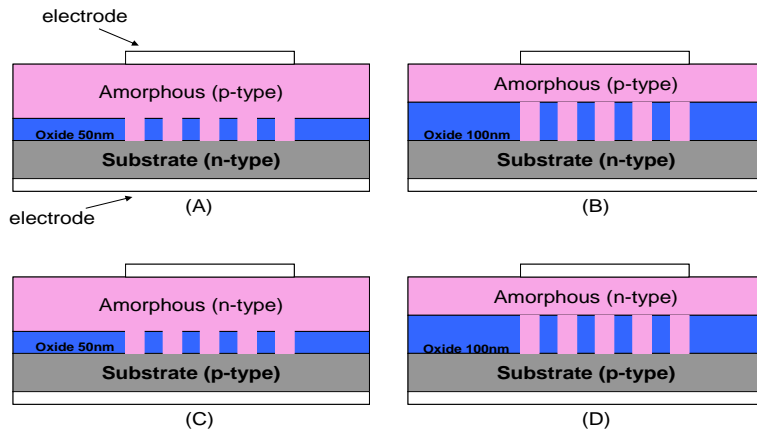 electrode
Amorphous (p-type)
Oxide 50nm
Substrate (n-type)
electrode
(A)
Amorphous (p-type)
Oxide 100nm
Substrate (n-type)
(B)
Amorphous (n-type)
Oxide 50nm
Substrate (p-type)
(C)
Amorphous (n-type)
Oxide 100nm
Substrate (p-type)
(D)